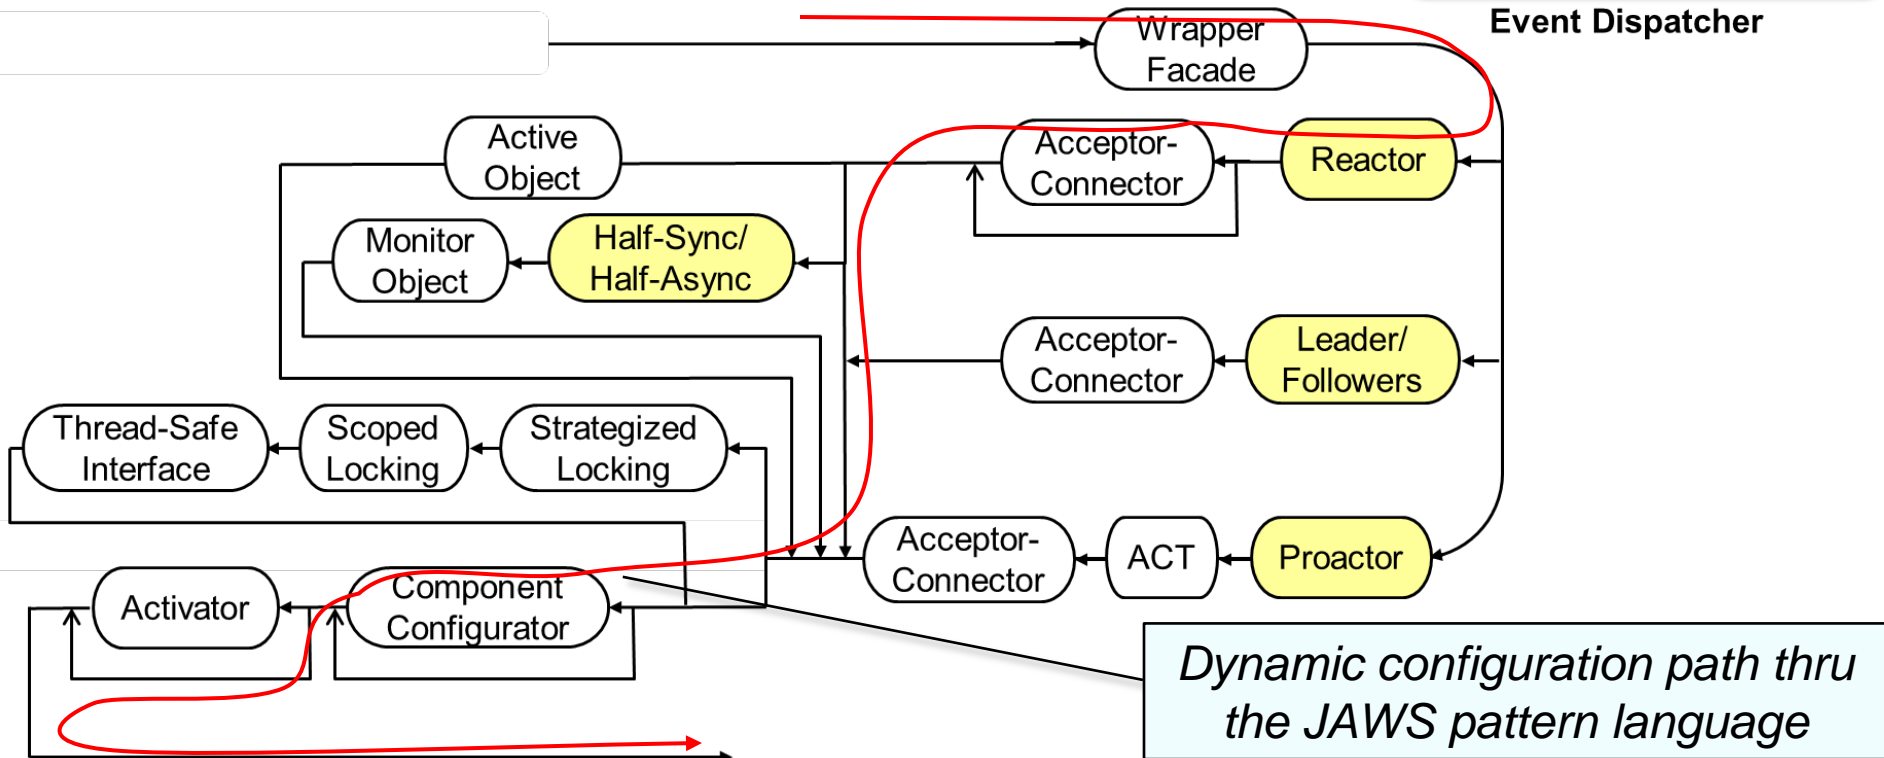 Event Dispatcher
Wrapper
Facade
Active
Object
Acceptor-
Connector
Reactor
Monitor
Object
Half-Sync/
Half-Async
Acceptor-
Connector
Leader/
Followers
Thread-Safe
Interface
Scoped
Locking
Strategized
Locking
Acceptor-
Connector
ACT
Proactor
Activator
Component
Configurator
Dynamic configuration path thru
the JAWS pattern language